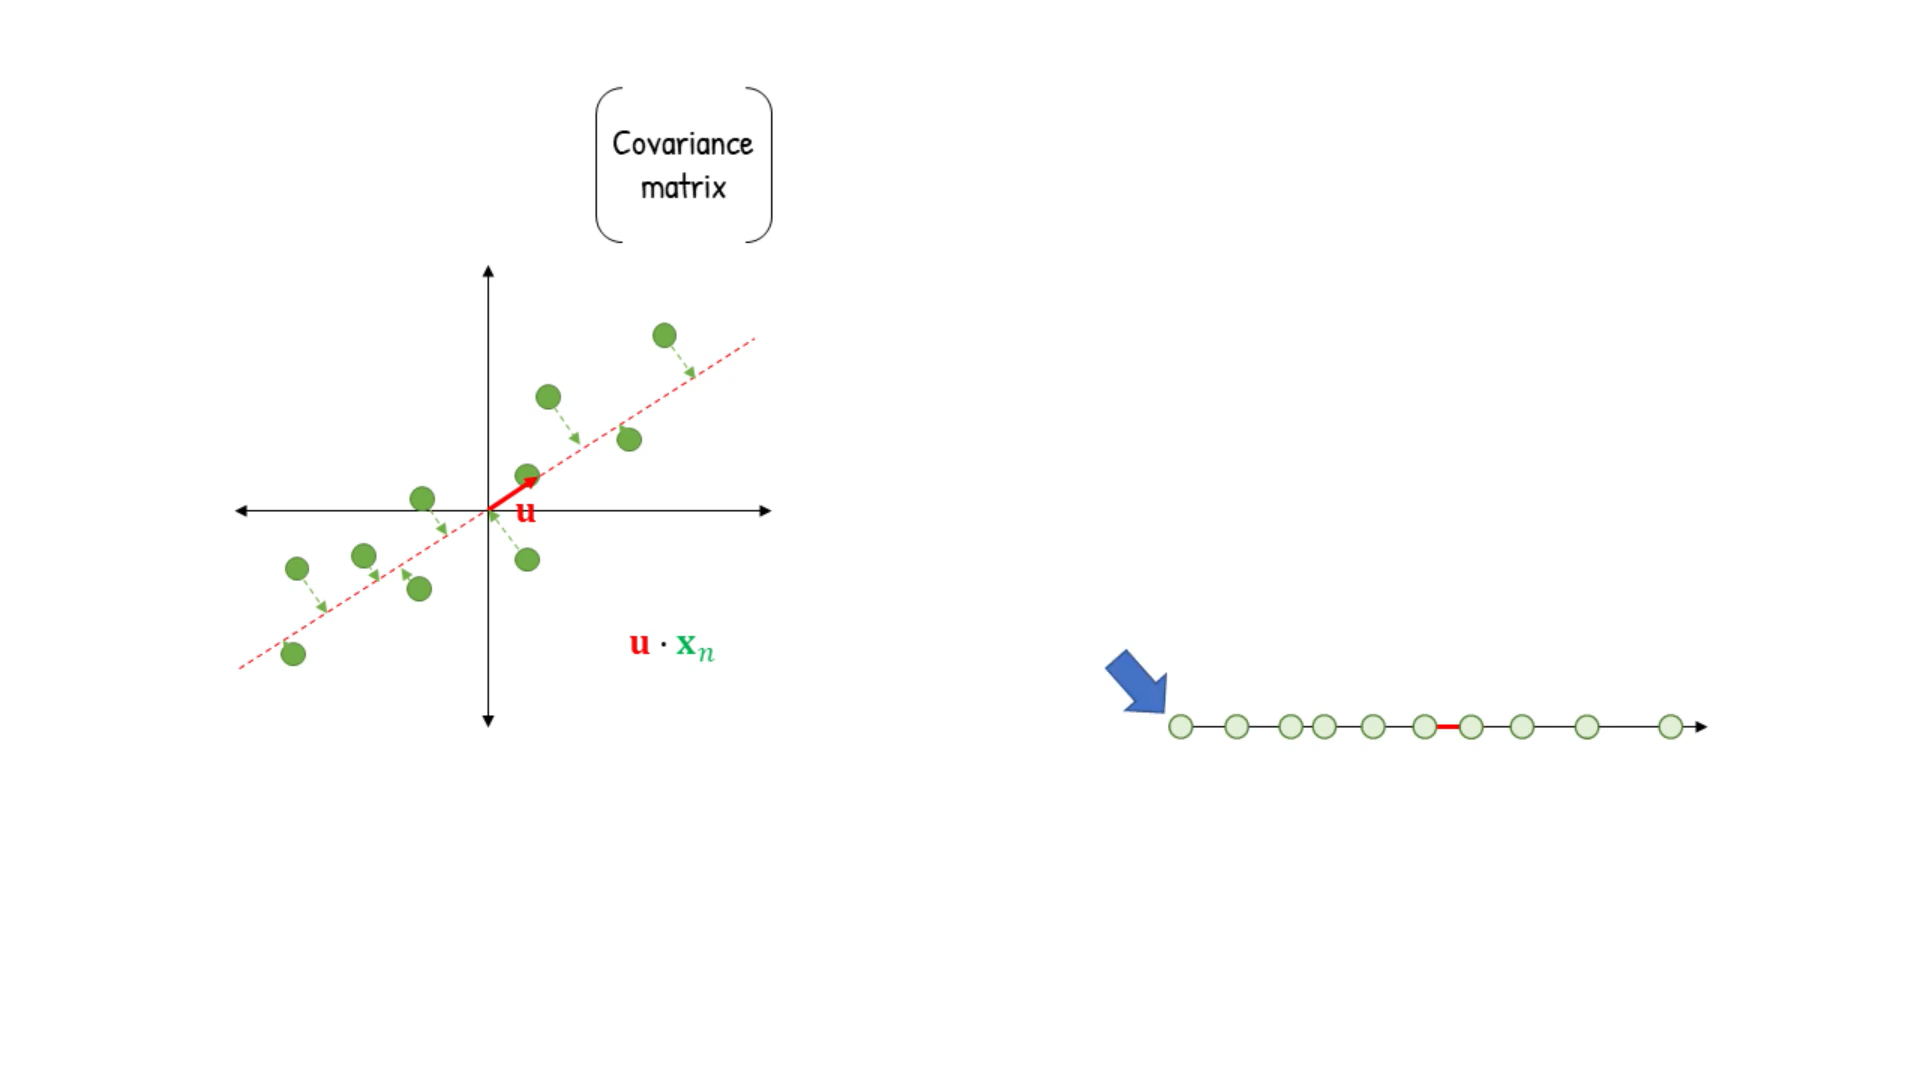 Covariance
matrix
u
u · xₙ